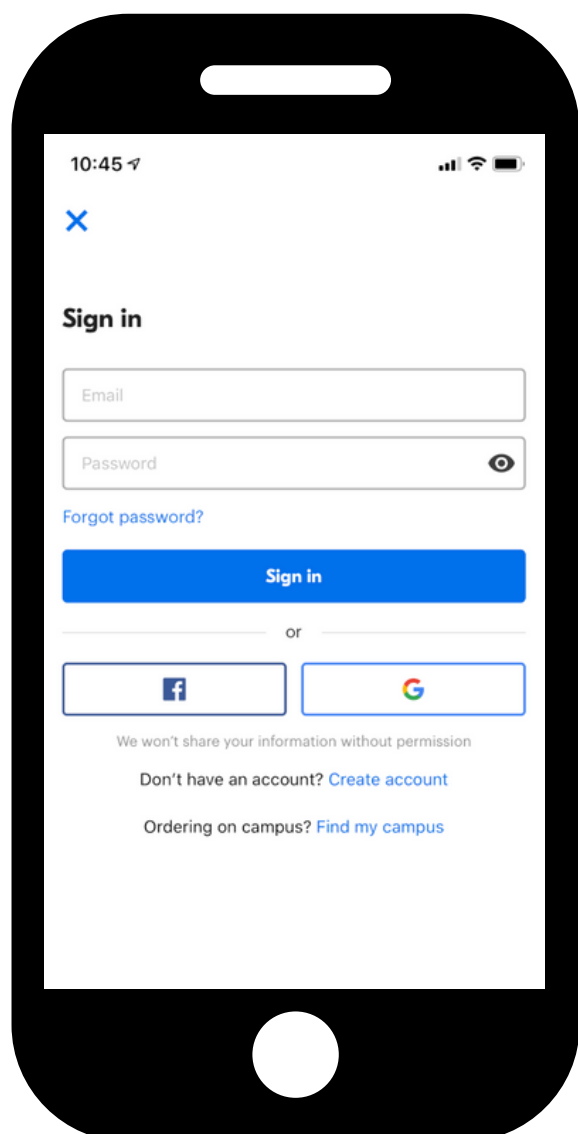 10:45
Sign in
Email
Password
Forgot password?
Sign in
or
We won't share your information without permission
Don't have an account? Create account
Ordering on campus? Find my campus